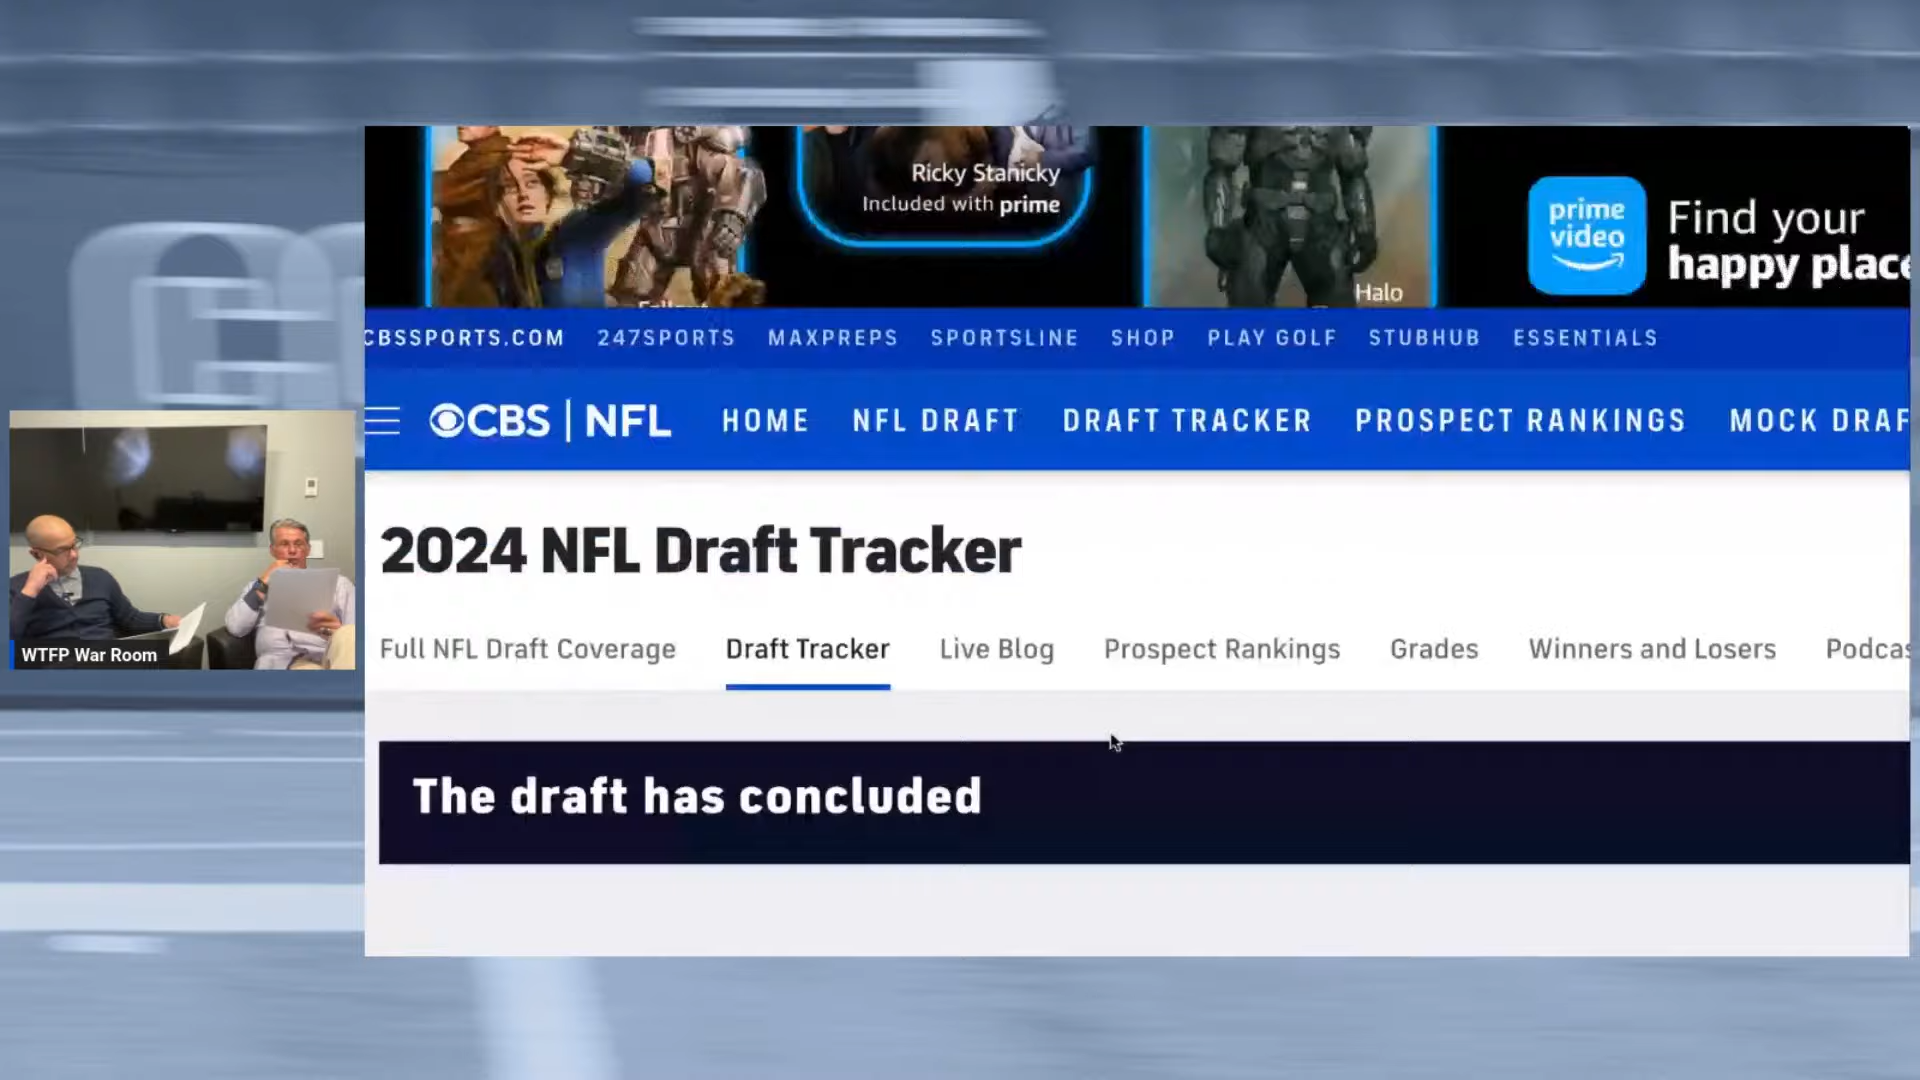 Ricky Stanicky
Included with prime
Halo
prime
video
Find your
happy place
CBSSPORTS.COM 247SPORTS MAXPREPS SPORTSLINE SHOP PLAY GOLF STUBHUB ESSENTIALS
CBS | NFL HOME NFL DRAFT DRAFT TRACKER PROSPECT RANKINGS MOCK DRAF
2024 NFL Draft Tracker
Full NFL Draft Coverage Draft Tracker Live Blog Prospect Rankings Grades Winners and Losers Podcas
WTFP War Room
The draft has concluded